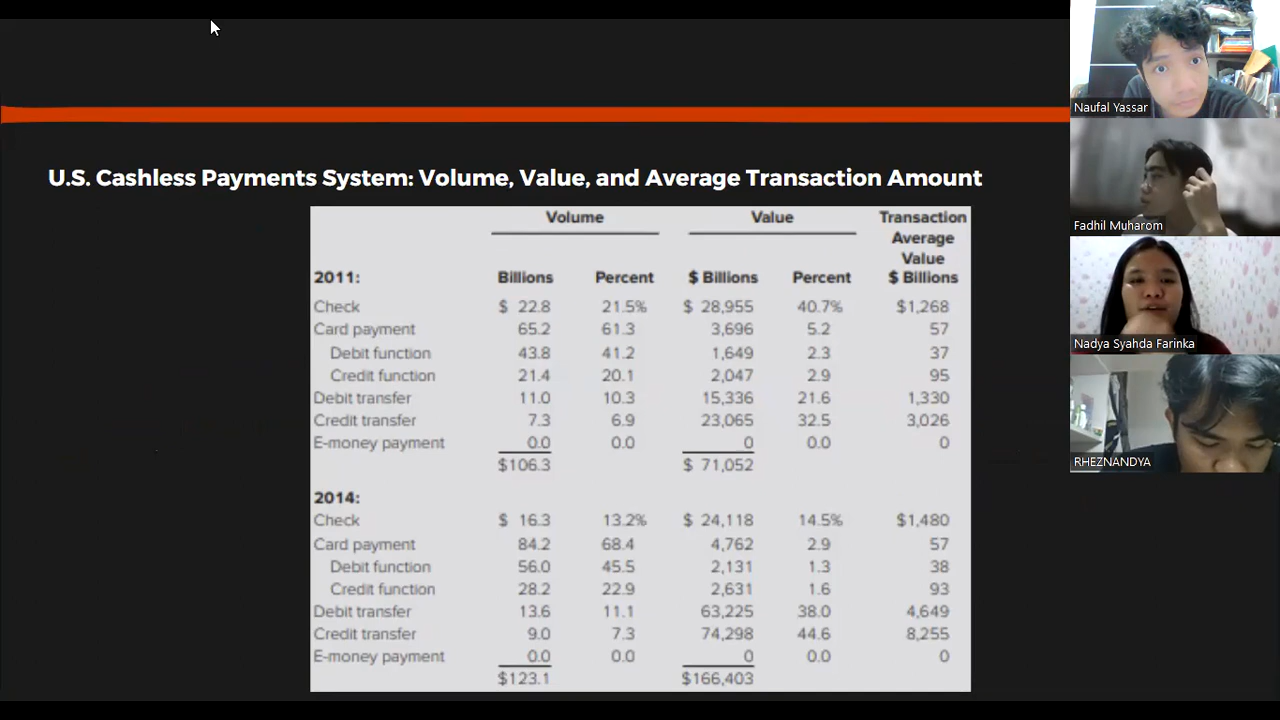 U.S. Cashless Payments System: Volume, Value, and Average Transaction Amount
Volume Value Transaction
Average
Value
2011: Billions Percent $ Billions Percent $ Billions
Check $ 22.8 21.5% $ 28,955 40.7% $1,268
Card payment 65.2 61.3 3,696 5.2 57
Debit function 43.8 41.2 1,649 2.3 37
Credit function 21.4 20.1 2,047 2.9 95
Debit transfer 11.0 10.3 15,336 21.6 1,330
Credit transfer 7.3 6.9 23,065 32.5 3,026
E-money payment 0.0 0.0 0 0.0 0
$106.3 $ 71,052
2014:
Check $ 16.3 13.2% $ 24,118 14.5% $1,480
Card payment 84.2 68.4 4,762 2.9 57
Debit function 56.0 45.5 2,131 1.3 38
Credit function 28.2 22.9 2,631 1.6 93
Debit transfer 13.6 11.1 63,225 38.0 4,649
Credit transfer 9.0 7.3 74,298 44.6 8,255
E-money payment 0.0 0.0 0 0.0 0
$123.1 $166,403
Naufal Yassar
Fadhil Muharom
Nadya Syahda Farinka
RHEZNANDYA